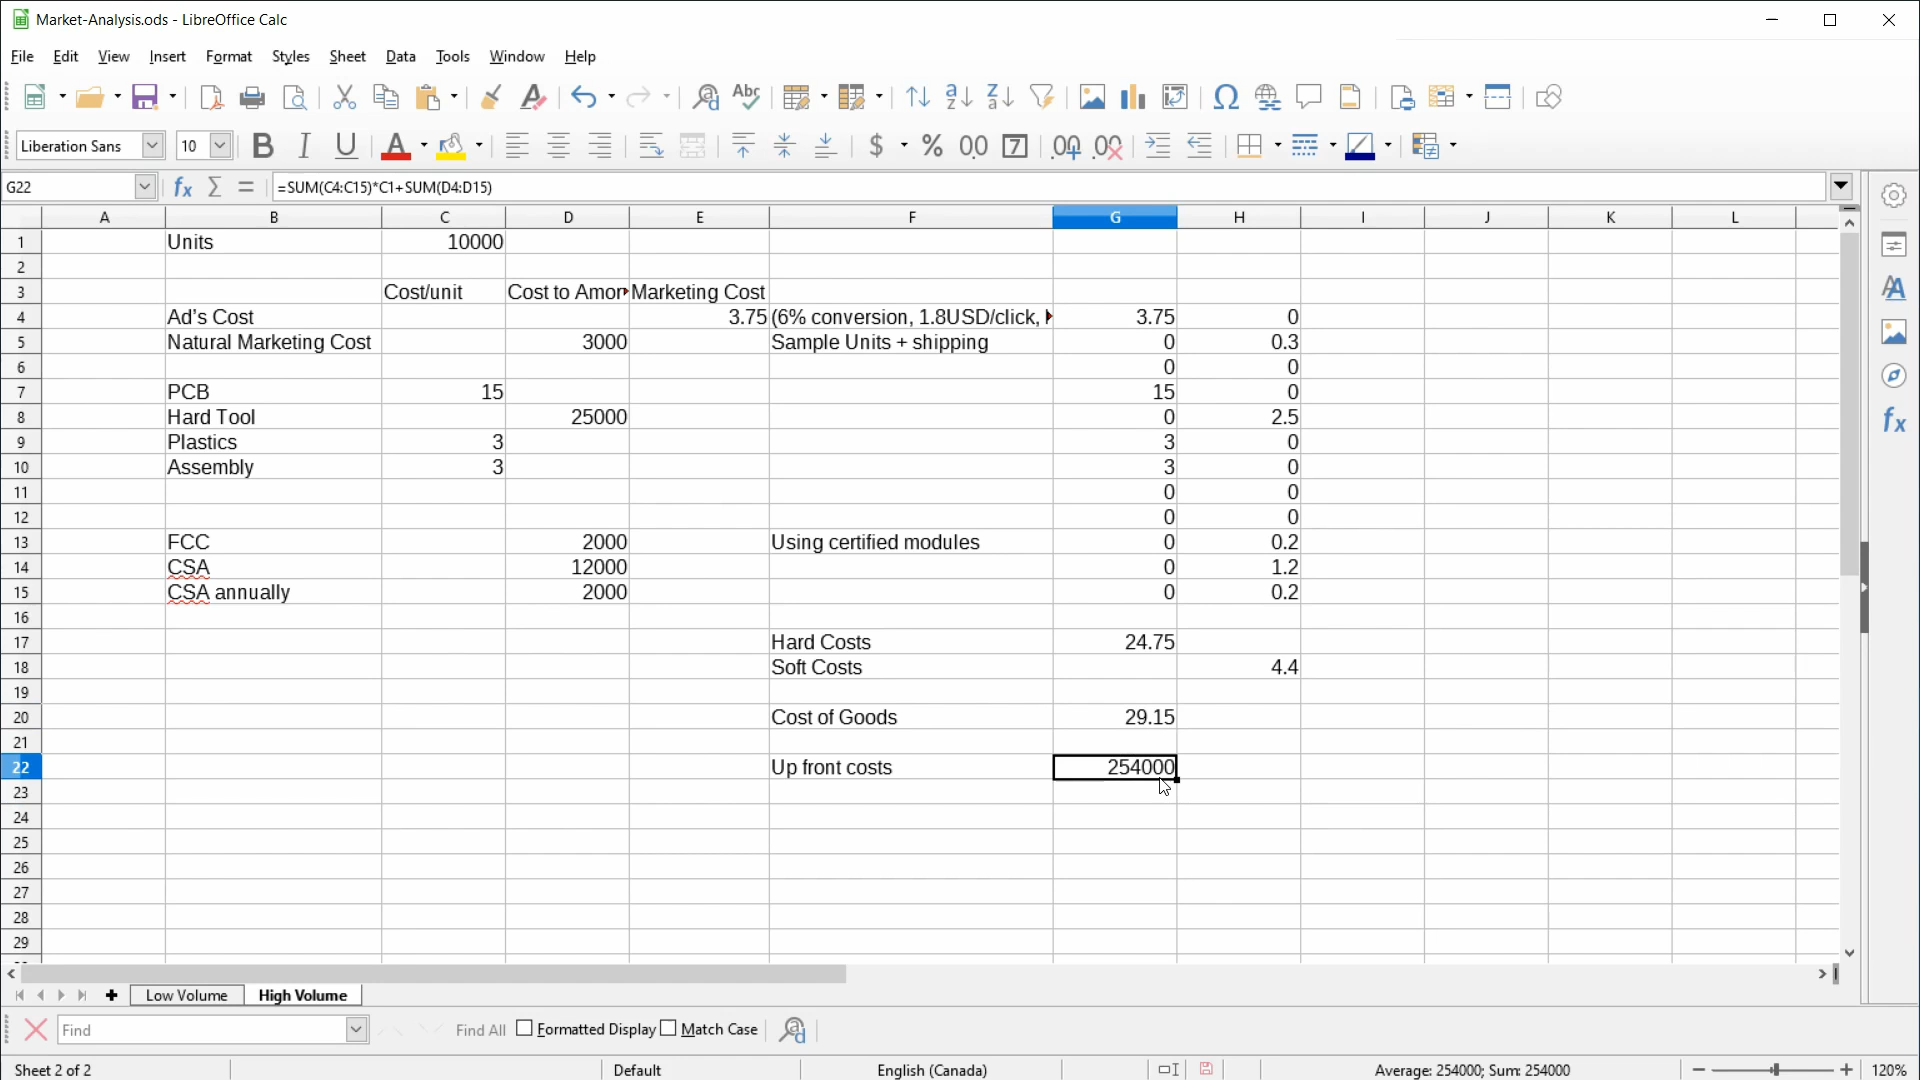 Market-Analysis.ods - LibreOffice Calc
File Edit View Insert Format Styles Sheet Data Tools Window Help
Liberation Sans 10
G22 =SUM(C4:C15)*C1+SUM(D4:D15)
A B C D E F G H I J K L
1 Units 10000
2
3 Cost/unit Cost to Amor Marketing Cost
4 Ad's Cost 3.75 (6% conversion, 1.8USD/click, 3.75 0
5 Natural Marketing Cost 3000 Sample Units + shipping 0 0.3
6 0 0
7 PCB 15 15 0
8 Hard Tool 25000 0 2.5
9 Plastics 3 3 0
10 Assembly 3 3 0
11 0 0
12 0 0
13 FCC 2000 Using certified modules 0 0.2
14 CSA 12000 0 1.2
15 CSA annually 2000 0 0.2
16
17 Hard Costs 24.75
18 Soft Costs 4.4
19
20 Cost of Goods 29.15
21
22 Up front costs 254000
23
24
25
26
27
28
29
Low Volume High Volume
Find Find All Formatted Display Match Case
Sheet 2 of 2 Default English (Canada) Average: 254000; Sum: 254000 120%